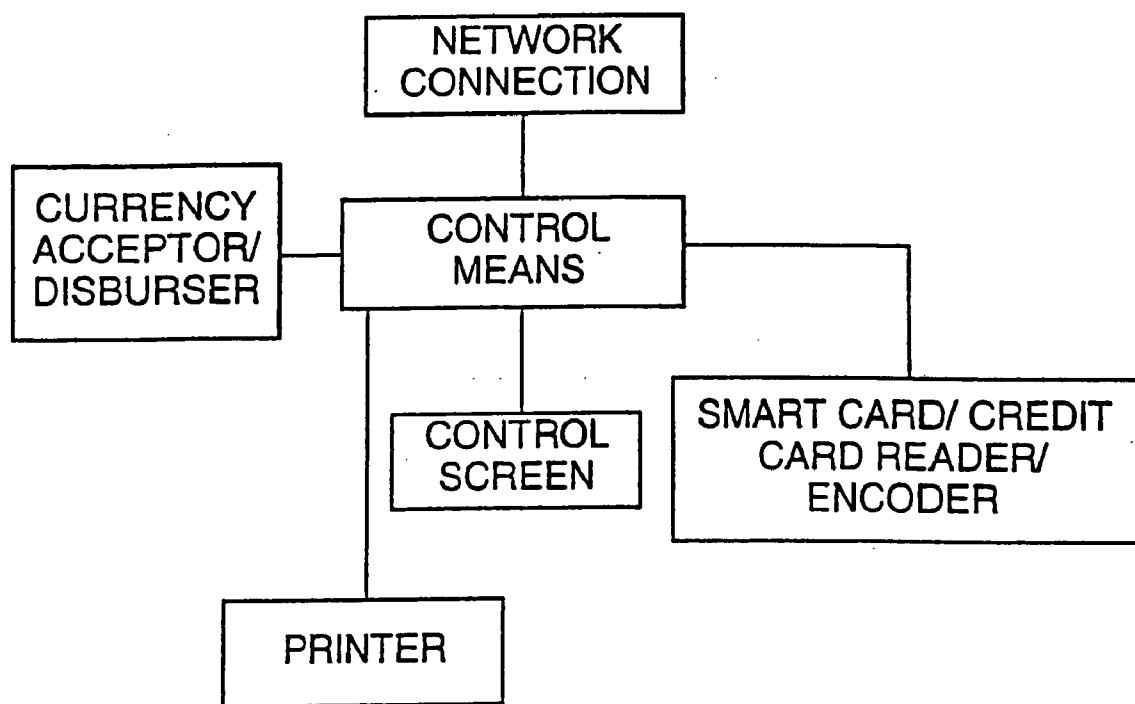 NETWORK
CONNECTION
CURRENCY
ACCEPTOR/
DISBURSER
CONTROL
MEANS
CONTROL
SCREEN
SMART CARD/ CREDIT
CARD READER/
ENCODER
PRINTER